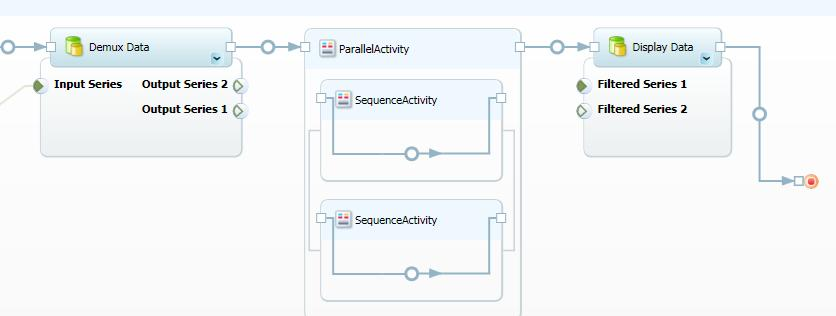 Demux Data
Input Series
Output Series 2
Output Series 1
ParallelActivity
SequenceActivity
SequenceActivity
Display Data
Filtered Series 1
Filtered Series 2